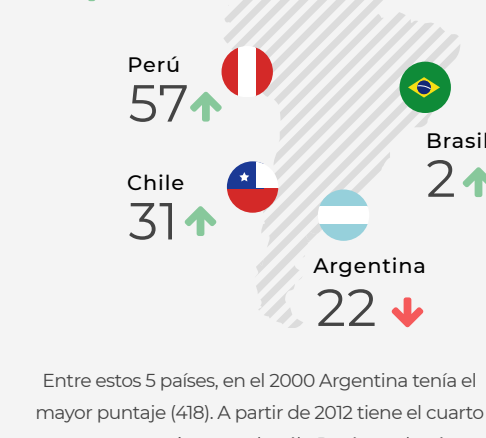 Perú
57
Brasil
2
Chile
31
Argentina
22
Entre estos 5 países, en el 2000 Argentina tenía el
mayor puntaje (418). A partir de 2012 tiene el cuarto